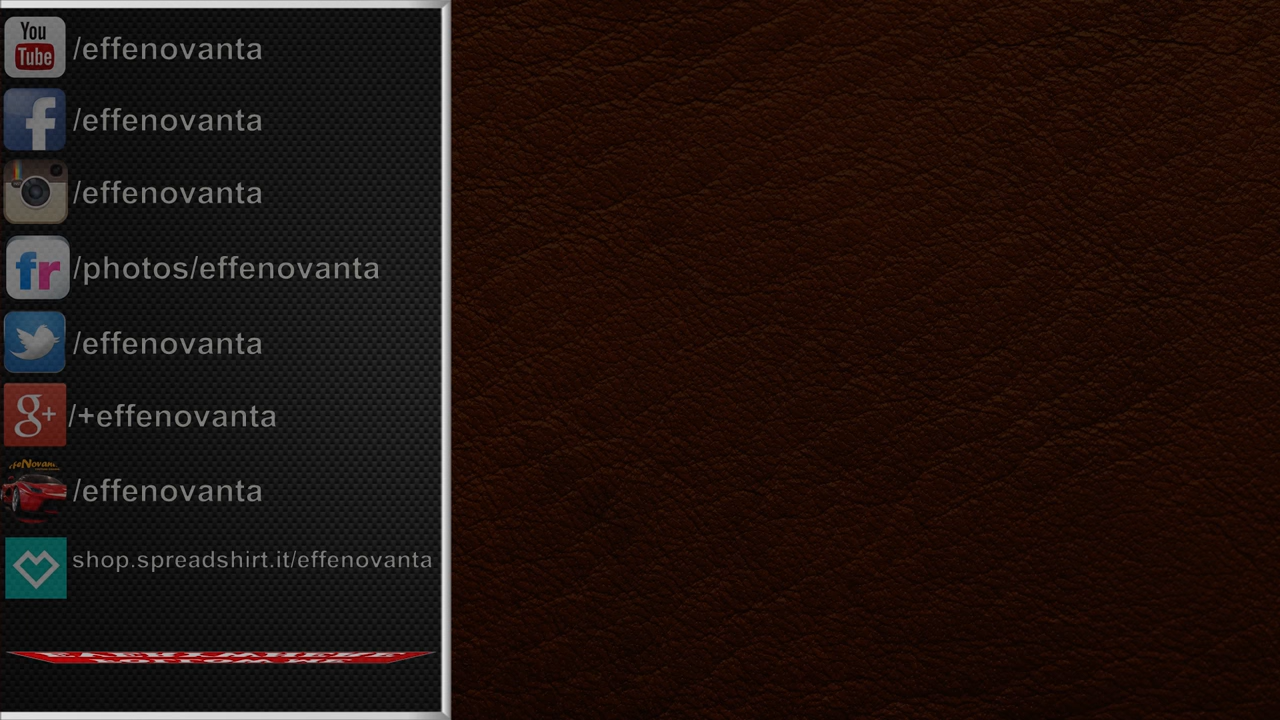 You
Tube
/effenovanta
/effenovanta
/effenovanta
fr
/photos/effenovanta
/effenovanta
g+
/+effenovanta
/effenovanta
shop.spreadshirt.it/effenovanta